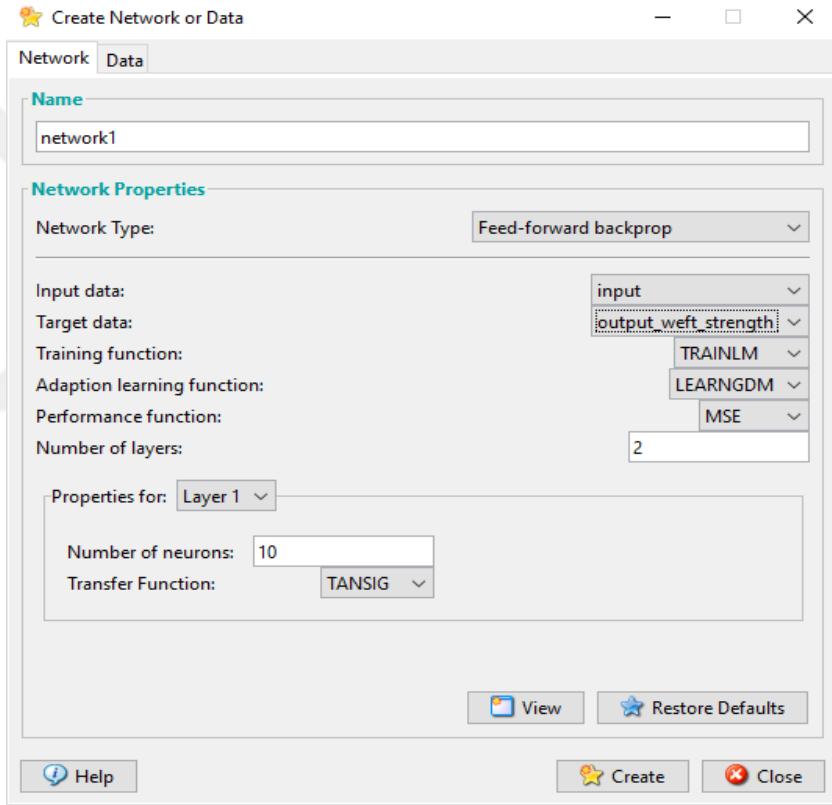 Create Network or Data
Network Data
Name
network1
Network Properties
Network Type: Feed-forward backprop
Input data: input
Target data: output_weft_strength
Training function: TRAINLM
Adaption learning function: LEARNGDM
Performance function: MSE
Number of layers: 2
Properties for: Layer 1
Number of neurons: 10
Transfer Function: TANSIG
View Restore Defaults
Help Create Close